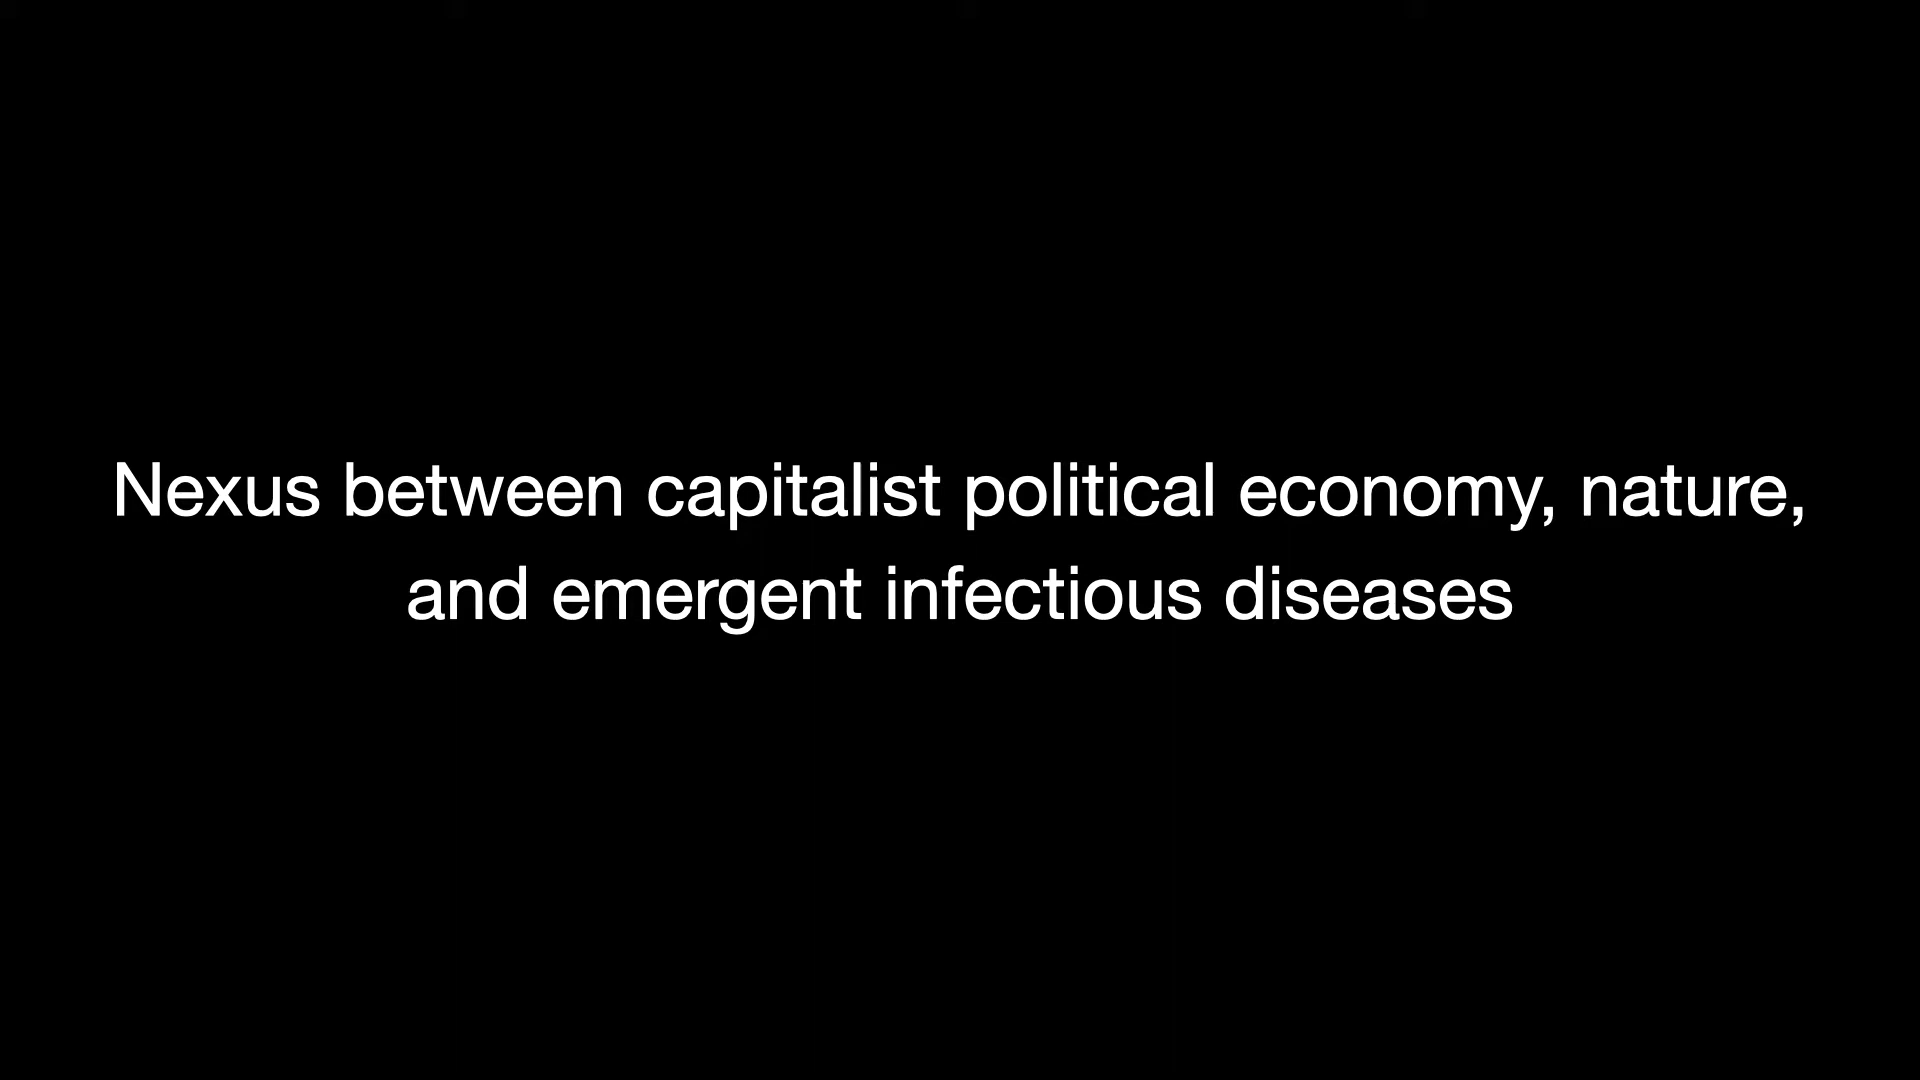 Nexus between capitalist political economy, nature,
and emergent infectious diseases